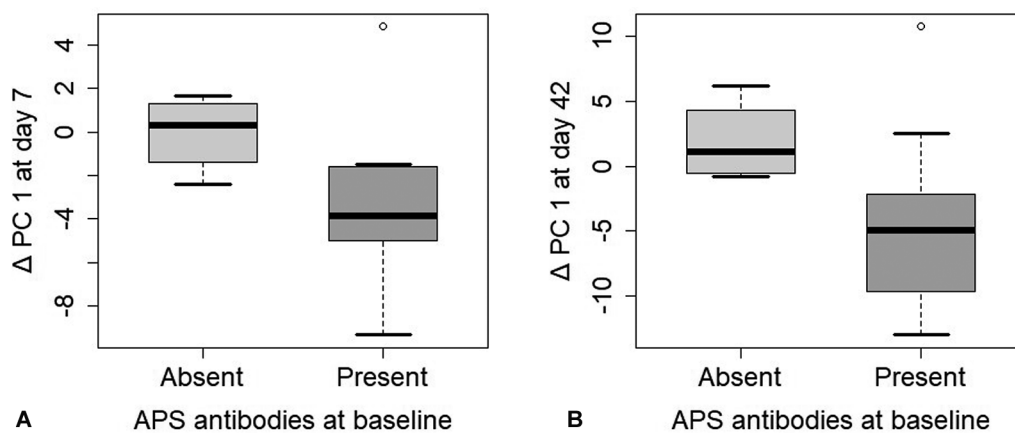 Δ PC 1 at day 7
4
2
0
-4
-8
Absent
Present
A
APS antibodies at baseline
Δ PC 1 at day 42
10
5
0
-5
-10
Absent
Present
B
APS antibodies at baseline